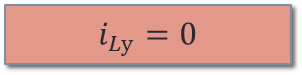 i_{Ly} = 0